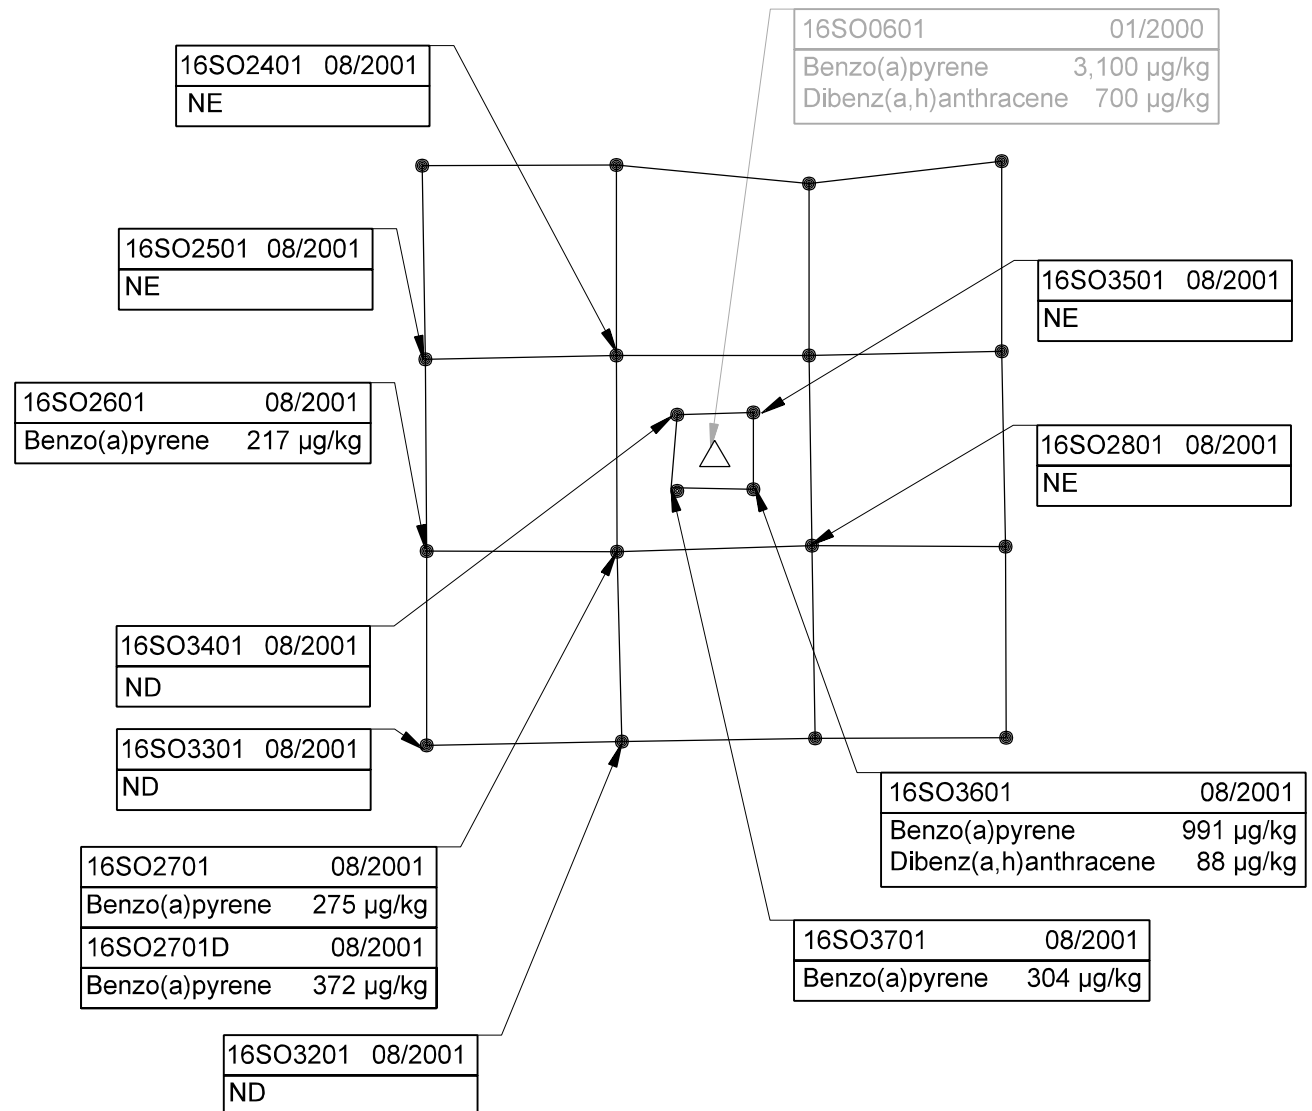 16SO0601 01/2000
Benzo(a)pyrene 3,100 µg/kg
Dibenz(a,h)anthracene 700 µg/kg
16SO2401 08/2001
NE
16SO2501 08/2001
NE
16SO3501 08/2001
NE
16SO2601 08/2001
Benzo(a)pyrene 217 µg/kg
16SO2801 08/2001
NE
16SO3401 08/2001
ND
16SO3301 08/2001
ND
16SO3601 08/2001
Benzo(a)pyrene 991 µg/kg
Dibenz(a,h)anthracene 88 µg/kg
16SO2701 08/2001
Benzo(a)pyrene 275 µg/kg
16SO2701D 08/2001
Benzo(a)pyrene 372 µg/kg
16SO3701 08/2001
Benzo(a)pyrene 304 µg/kg
16SO3201 08/2001
ND